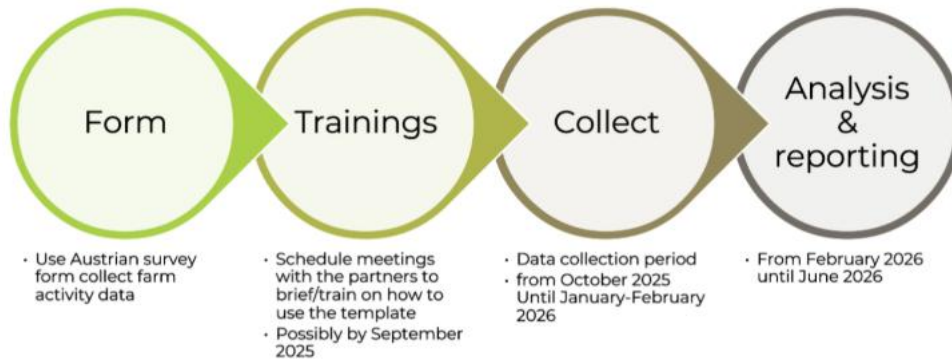 Form
Trainings
Collect
Analysis
&
reporting
· Use Austrian survey
form collect farm
activity data
· Schedule meetings
with the partners to
brief/train on how to
use the template
· Possibly by September
2025
· Data collection period
· from October 2025
Until January-February
2026
· From February 2026
until June 2026